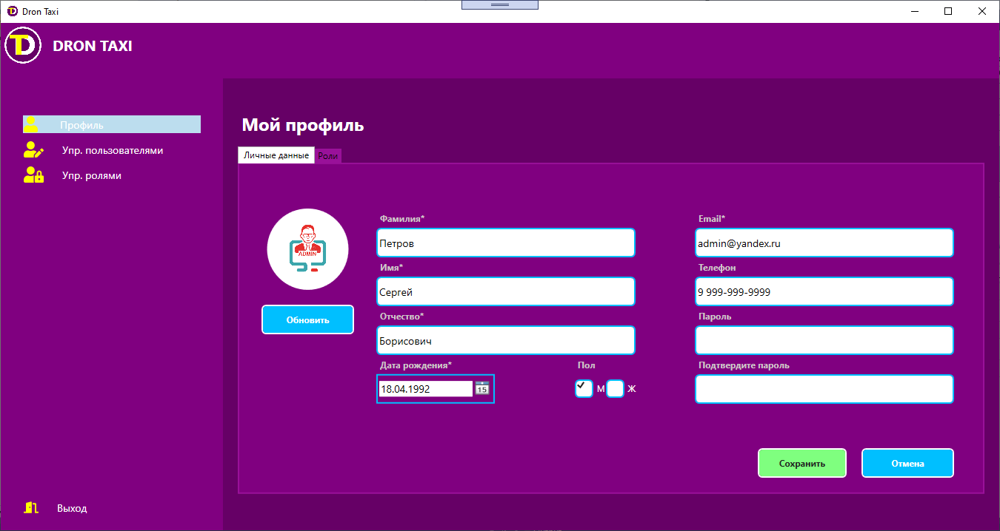 Dron Taxi
TD DRON TAXI
Профиль
Упр. пользователями
Упр. ролями
Выход
Мой профиль
Личные данные Роли
ADMIN
Обновить
Фамилия*
Петров
Имя*
Сергей
Отчество*
Борисович
Дата рождения* Пол
18.04.1992 15 М Ж
Email*
admin@yandex.ru
Телефон
9 999-999-9999
Пароль
Подтвердите пароль
Сохранить Отмена